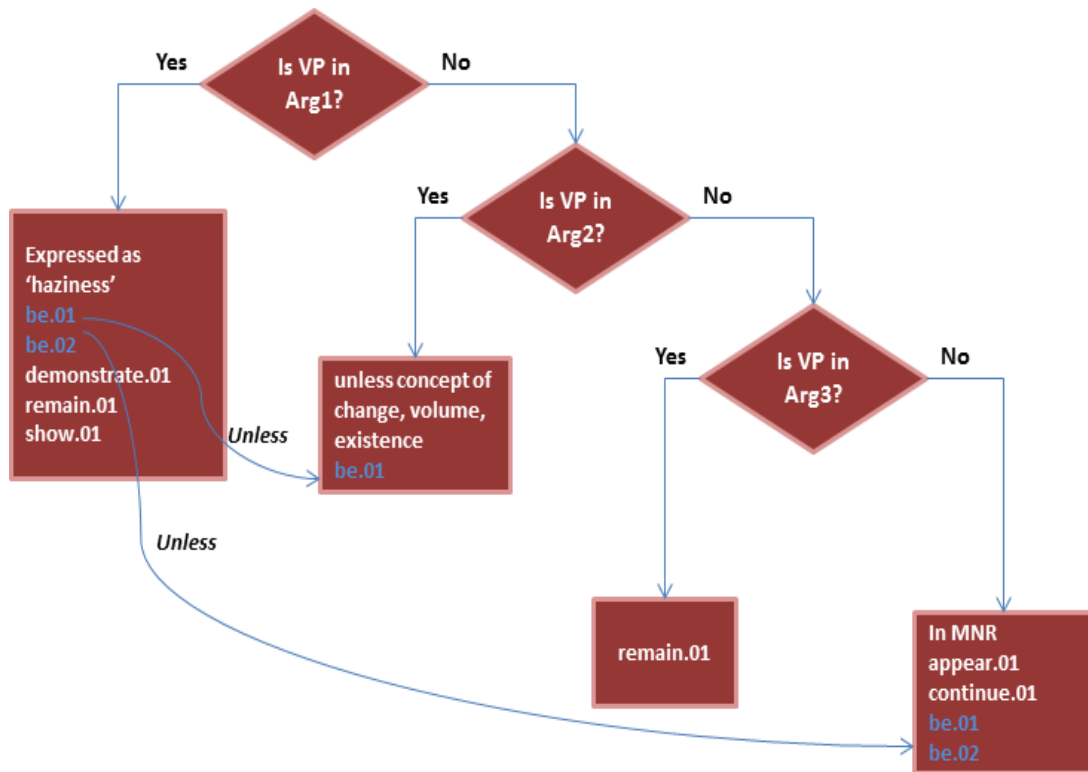 Yes
Is VP in
Arg1?
No
Yes
Is VP in
Arg2?
No
Expressed as
‘haziness’
be.01
be.02
demonstrate.01
remain.01
show.01
Unless
unless concept of
change, volume,
existence
be.01
Yes
Is VP in
Arg3?
No
Unless
remain.01
In MNR
appear.01
continue.01
be.01
be.02